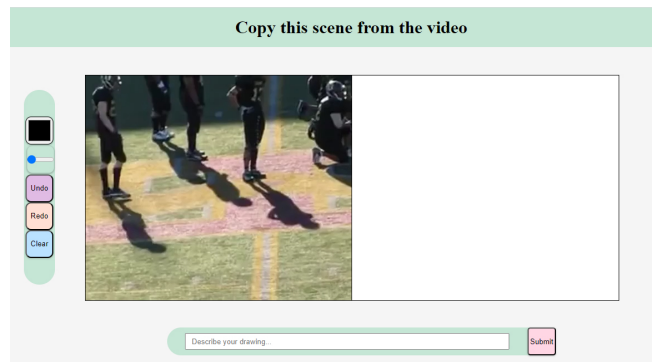 Copy this scene from the video
Undo
Redo
Clear
Describe your drawing...
Submit